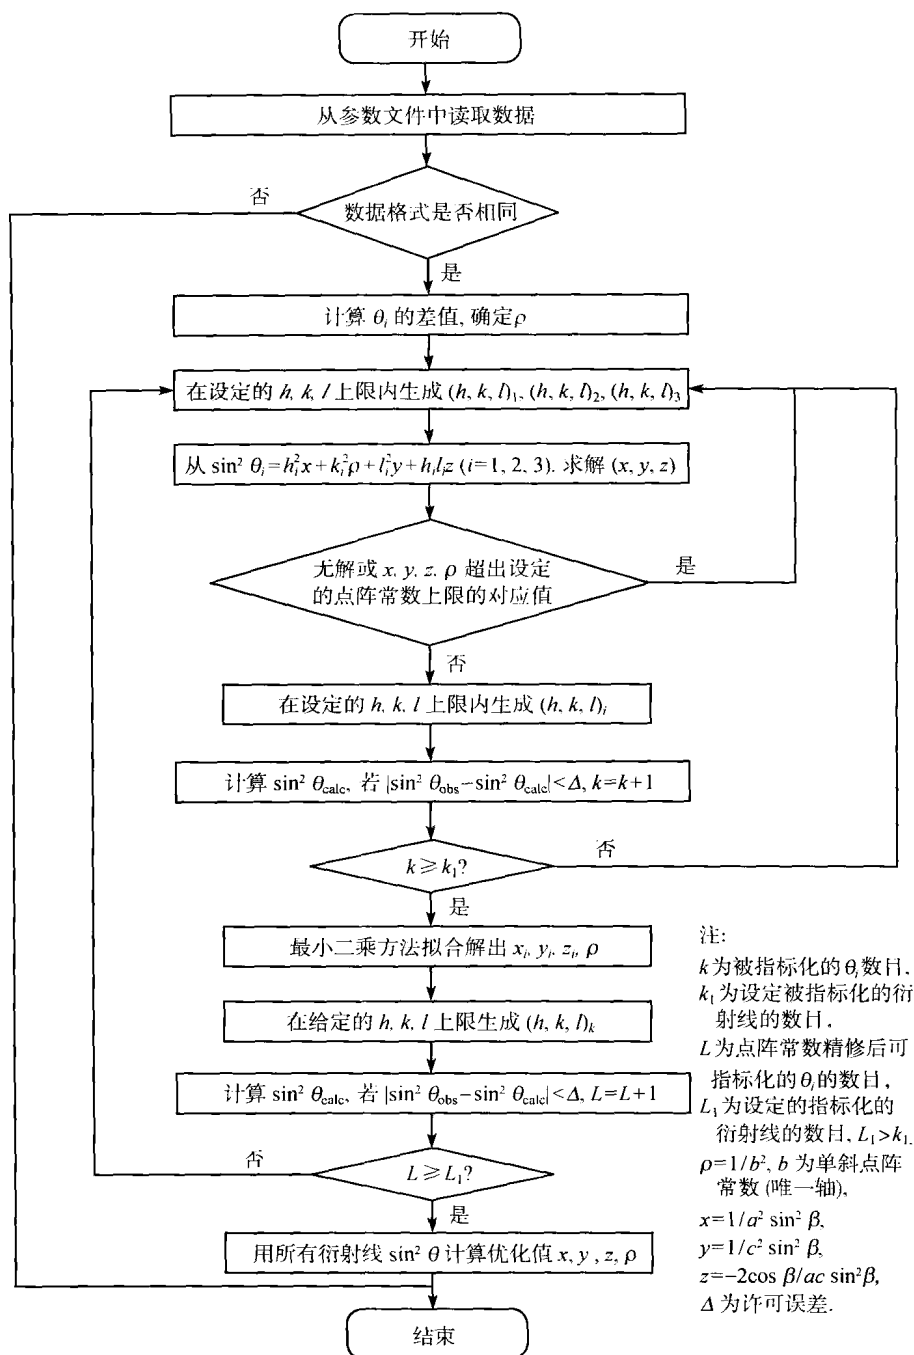 开始
从参数文件中读取数据
否
数据格式是否相同
是
计算 θᵢ 的差值, 确定ρ
在设定的 h, k, l 上限内生成 (h, k, l)₁, (h, k, l)₂, (h, k, l)₃
从 sin² θᵢ=hᵢ²x+kᵢ²ρ+lᵢ²y+hᵢlᵢz (i=1, 2, 3). 求解 (x, y, z)
无解或 x, y, z, ρ 超出设定
的点阵常数上限的对应值
是
否
在设定的 h, k, l 上限内生成 (h, k, l)ᵢ
计算 sin² θcalc, 若 |sin² θobs−sin² θcalc|<Δ, k=k+1
否
k≥k₁?
是
最小二乘方法拟合解出 xᵢ, yᵢ, zᵢ, ρ
在给定的 h, k, l 上限生成 (h, k, l)ₖ
计算 sin² θcalc, 若 |sin² θobs−sin² θcalc|<Δ, L=L+1
否
L≥L₁?
是
用所有衍射线 sin² θ 计算优化值 x, y , z, ρ
结束
注:
k为被指标化的θᵢ数目,
k₁为设定被指标化的衍
射线的数目,
L为点阵常数精修后可
指标化的θᵢ的数目,
L₁为设定的指标化的
衍射线的数目, L₁>k₁,
ρ=1/b², b 为单斜点阵
常数 (唯一轴),
x=1/a² sin² β,
y=1/c² sin² β,
z=−2cos β/ac sin²β,
Δ 为许可误差.